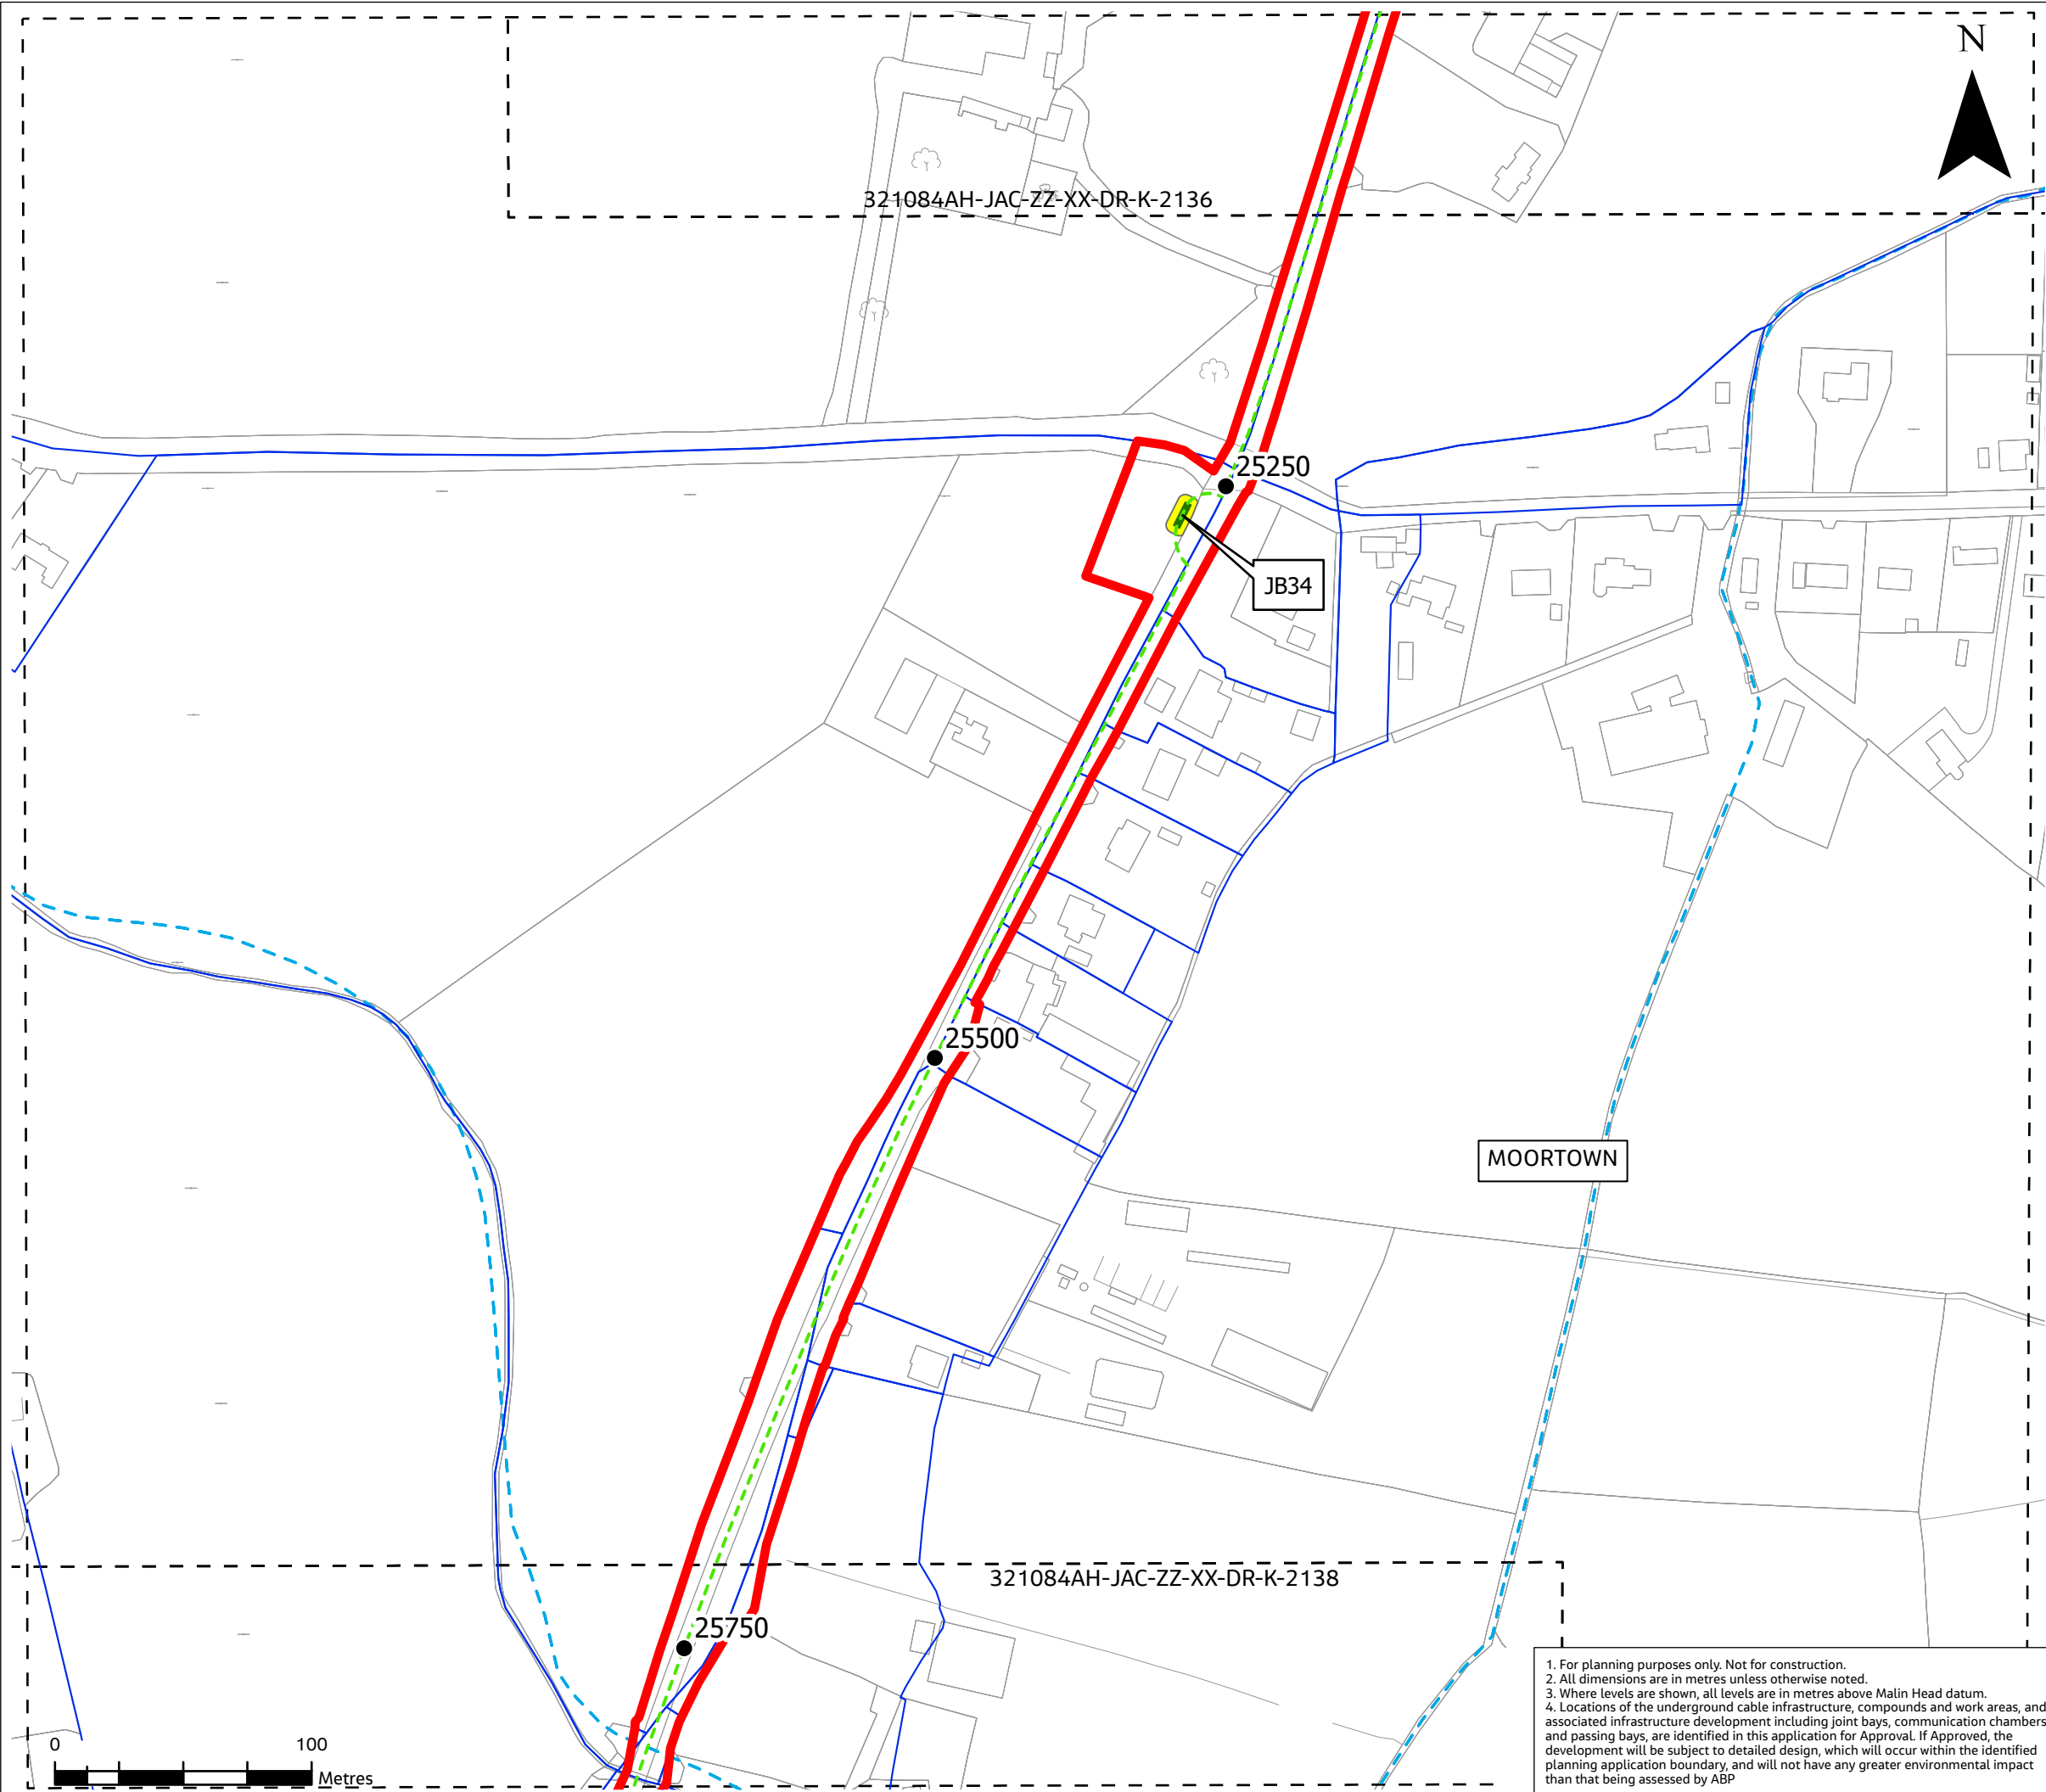 N
321084AH-JAC-ZZ-XX-DR-K-2136
25250
JB34
25500
MOORTOWN
321084AH-JAC-ZZ-XX-DR-K-2138
25750
0 100
Metres
1. For planning purposes only. Not for construction.
2. All dimensions are in metres unless otherwise noted.
3. Where levels are shown, all levels are in metres above Malin Head datum.
4. Locations of the underground cable infrastructure, compounds and work areas, and
associated infrastructure development including joint bays, communication chambers
and passing bays, are identified in this application for Approval. If Approved, the
development will be subject to detailed design, which will occur within the identified
planning application boundary, and will not have any greater environmental impact
than that being assessed by ABP